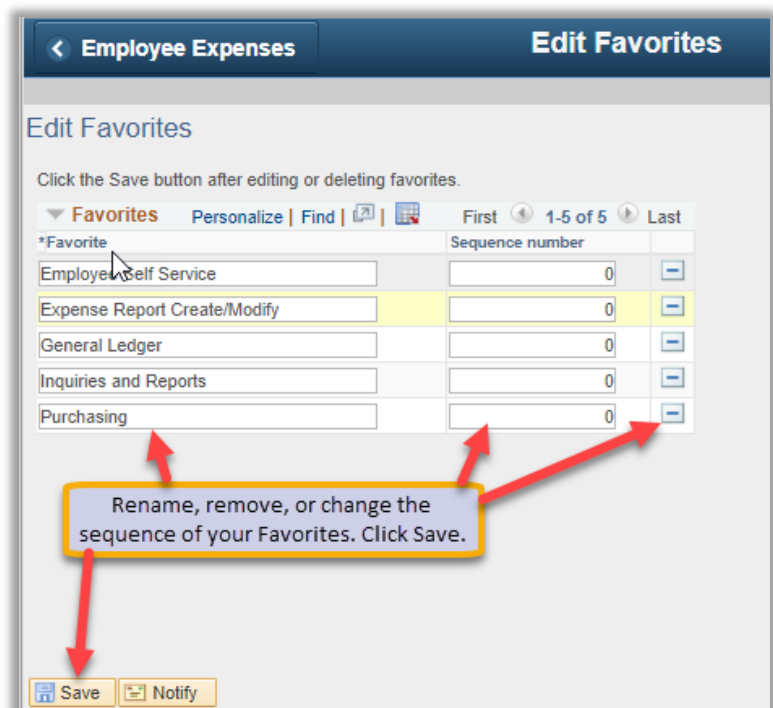 Employee Expenses
Edit Favorites
Edit Favorites
Click the Save button after editing or deleting favorites.
Favorites Personalize | Find | | First 1-5 of 5 Last
*Favorite Sequence number
Employee Self Service 0
Expense Report Create/Modify 0
General Ledger 0
Inquiries and Reports 0
Purchasing 0
Rename, remove, or change the
sequence of your Favorites. Click Save.
Save Notify